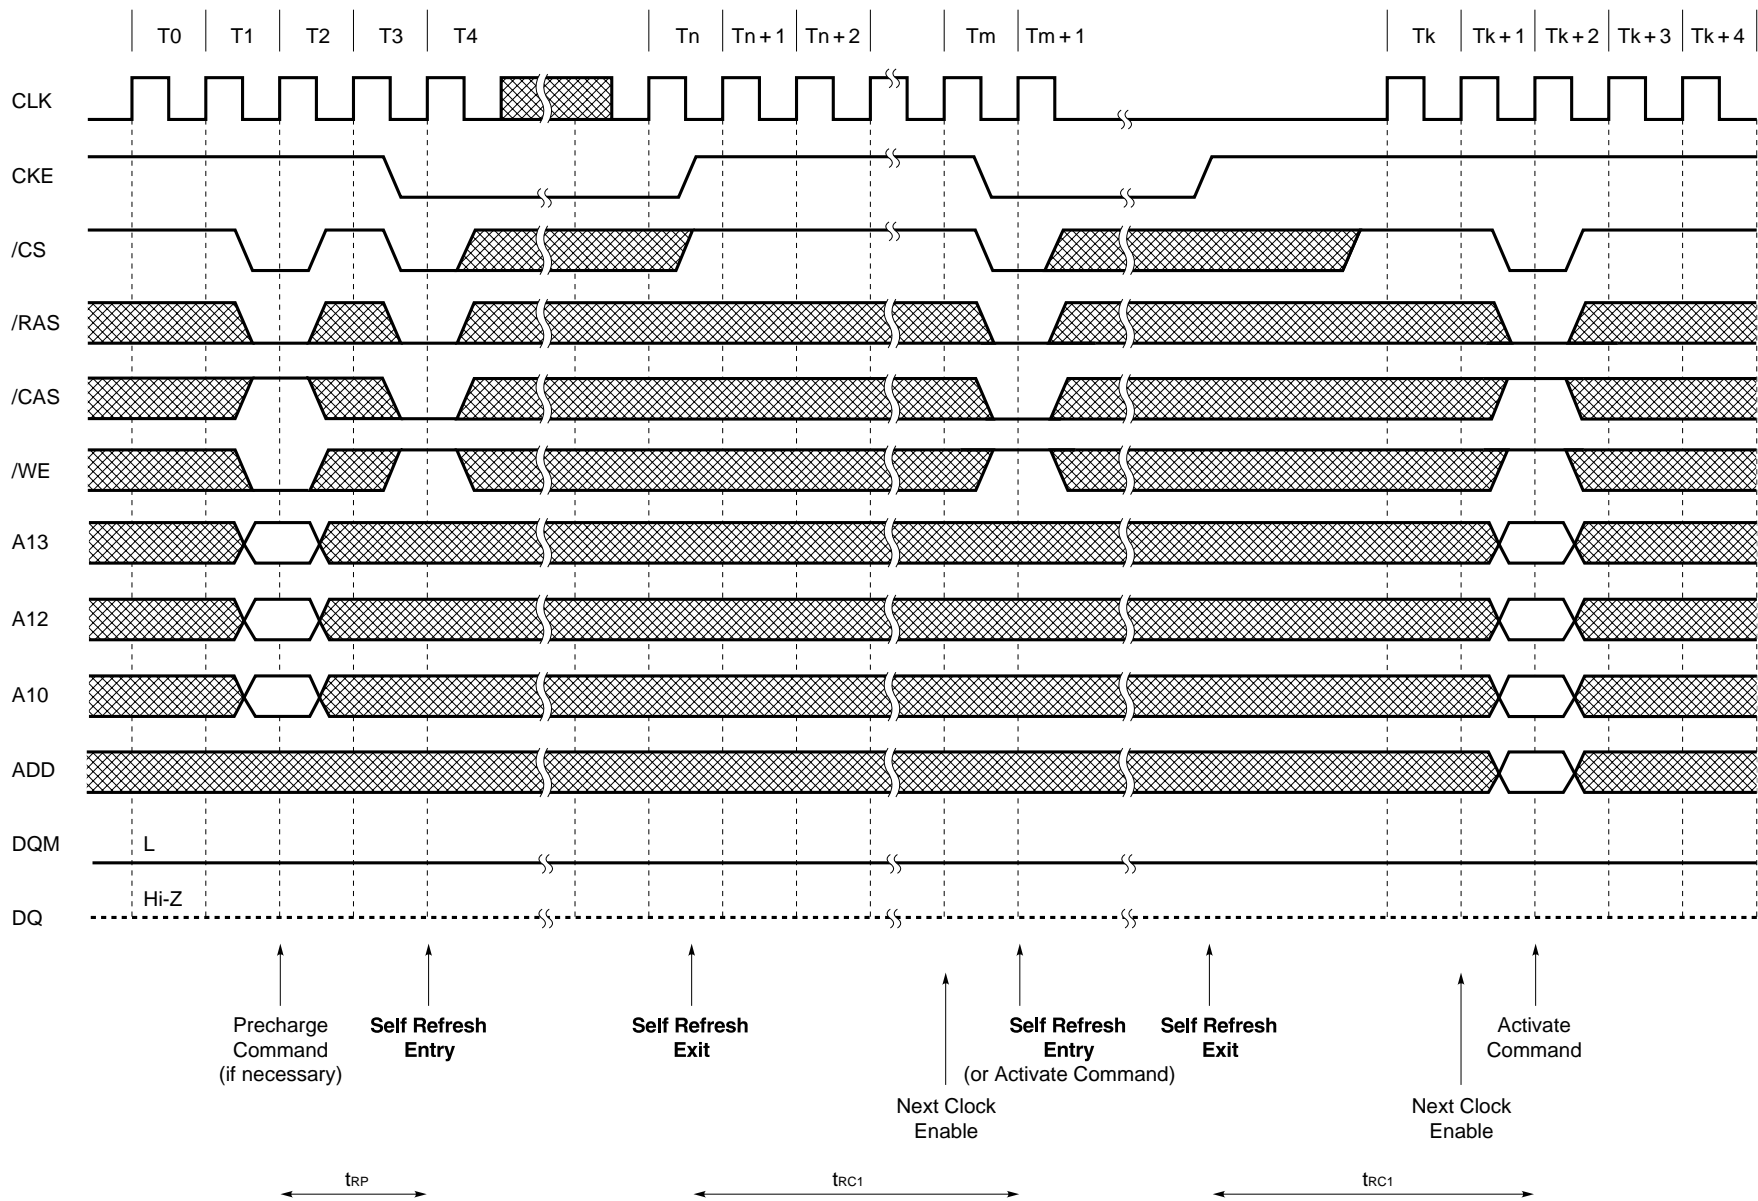 T0 T1 T2 T3 T4 Tn Tn + 1 Tn + 2 Tm Tm + 1 Tk Tk + 1 Tk + 2 Tk + 3 Tk + 4
CLK
CKE
/CS
/RAS
/CAS
/WE
A13
A12
A10
ADD
DQM L
Hi-Z
DQ
Precharge
Command
(if necessary)
Self Refresh
Entry
Self Refresh
Exit
Next Clock
Enable
Self Refresh
Entry
(or Activate Command)
Self Refresh
Exit
Next Clock
Enable
Activate
Command
tRP tRC1 tRC1